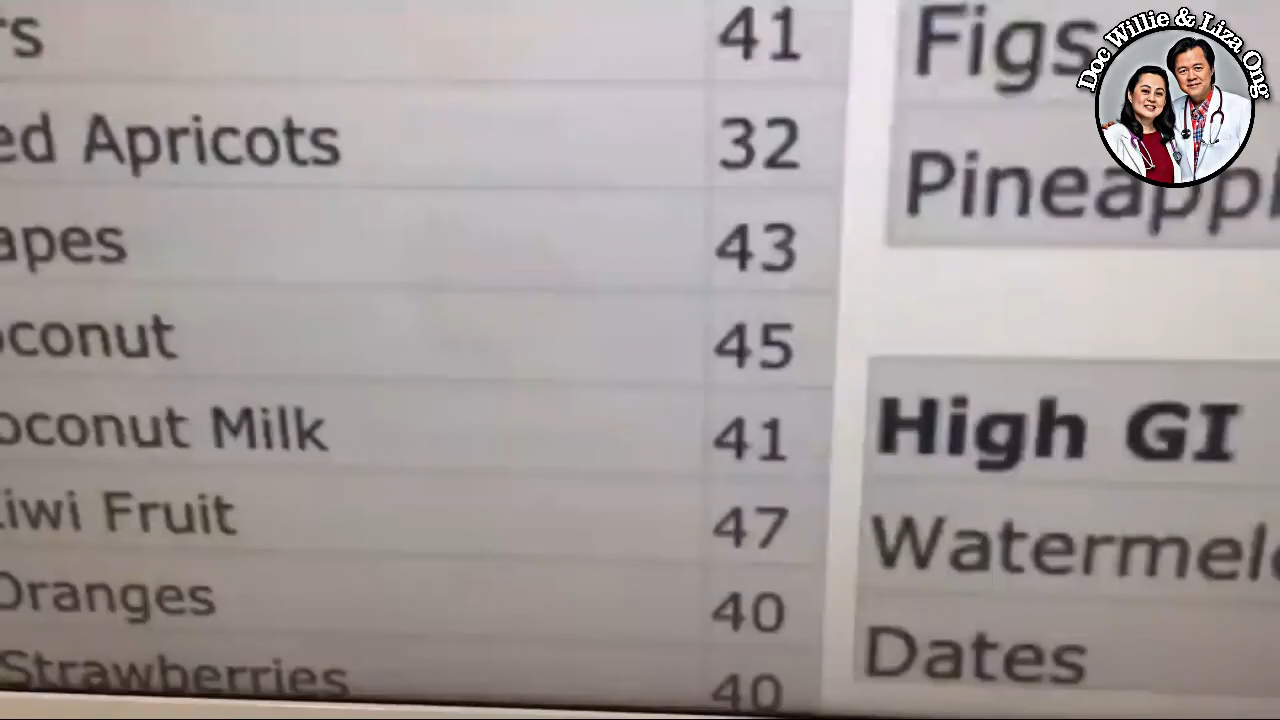 rs 41
ed Apricots 32
apes 43
oconut 45
oconut Milk 41
iwi Fruit 47
Oranges 40
Strawberries 40
Figs
Pineappl
High GI
Watermel
Dates
Doc Willie & Liza Ong